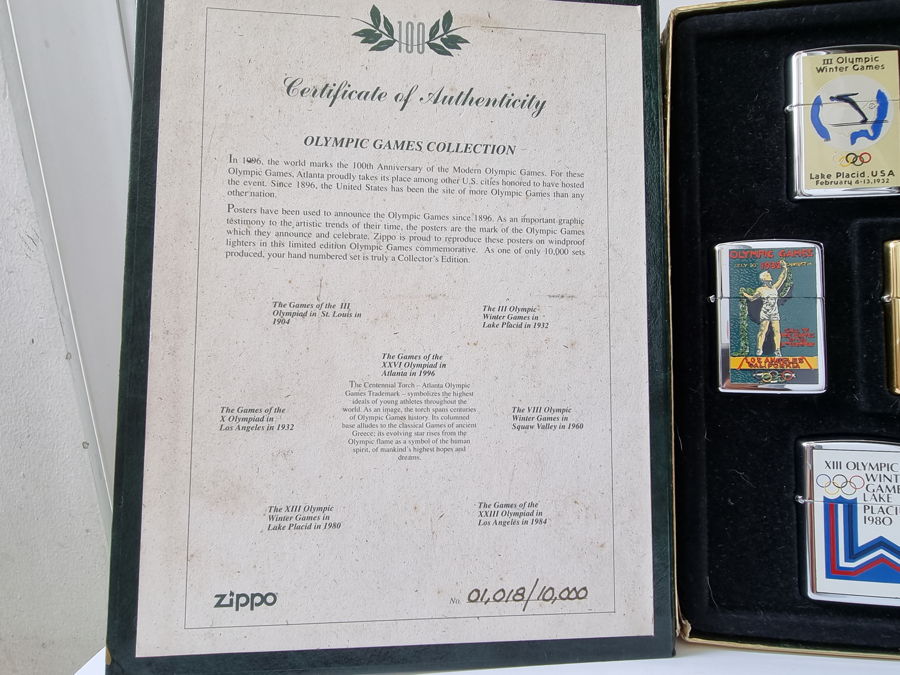 100
Certificate of Authenticity
OLYMPIC GAMES COLLECTION
In 1996, the world marks the 100th Anniversary of the Modern Olympic Games. For these
Olympic Games, Atlanta proudly takes its place among other U.S. cities honored to have hosted
the event. Since 1896, the United States has been the site of more Olympic Games than any
other nation.
Posters have been used to announce the Olympic Games since 1896. As an important graphic
testimony to the artistic trends of their time, the posters are the mark of the Olympic Games
which they announce and celebrate. Zippo is proud to reproduce these posters on windproof
lighters in this limited edition Olympic Games commemorative. As one of only 10,000 sets
produced, your hand numbered set is truly a Collector's Edition.
The Games of the III
Olympiad in St. Louis in
1904
The III Olympic
Winter Games in
Lake Placid in 1932
The Games of the
XXVI Olympiad in
Atlanta in 1996
The Centennial Torch – Atlanta Olympic
Games Trademark – symbolizes the highest
ideals of young athletes throughout the
world. As an image, the torch spans centuries
of Olympic Games history. Its columned
base alludes to the classical Games of ancient
Greece; its evolving star rises from the
Olympic flame as a symbol of the human
spirit, of mankind's highest hopes and
dreams.
The Games of the
X Olympiad in
Los Angeles in 1932
The VIII Olympic
Winter Games in
Squaw Valley in 1960
The XIII Olympic
Winter Games in
Lake Placid in 1980
The Games of the
XXIII Olympiad in
Los Angeles in 1984
zippo
No. 01,018/10,000
III Olympic
Winter Games
Lake Placid, USA
February 4-13, 1932
OLYMPIC GAMES
1932
LOS ANGELES
CALIFORNIA
XIII OLYMPIC
WINT
GAME
LAKE
PLACI
1980